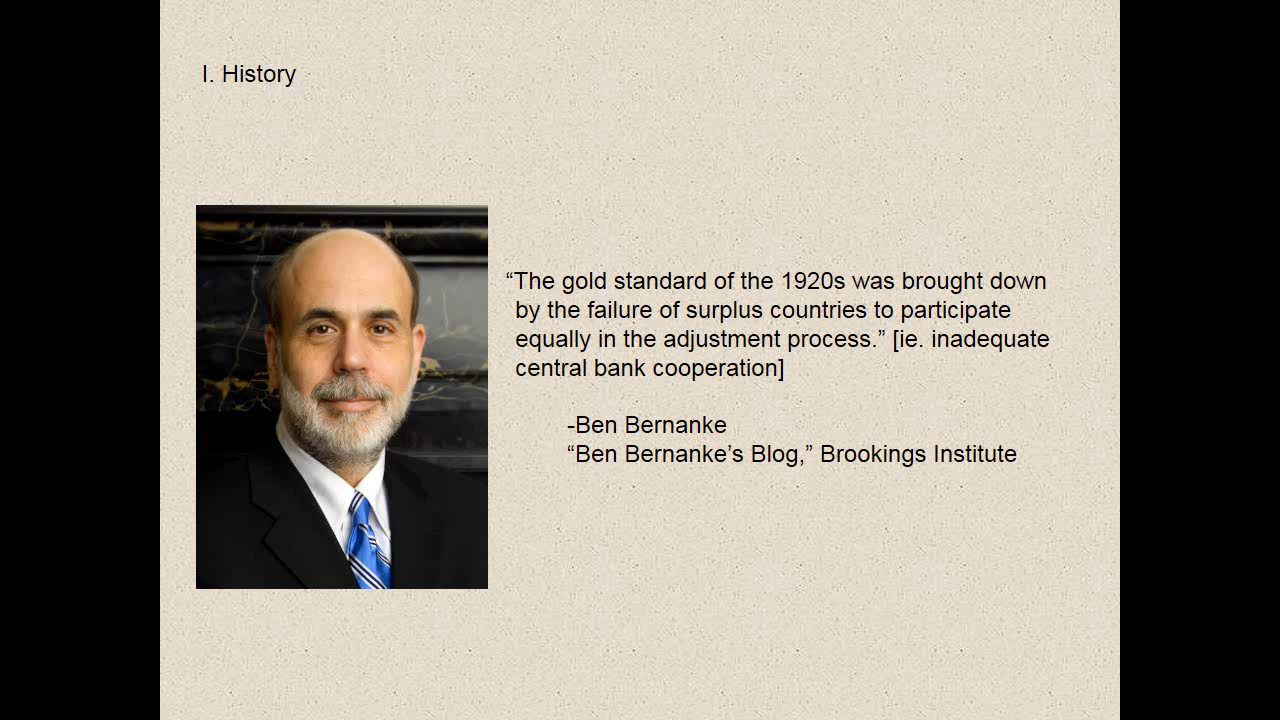 I. History
“The gold standard of the 1920s was brought down
by the failure of surplus countries to participate
equally in the adjustment process.” [ie. inadequate
central bank cooperation]
-Ben Bernanke
“Ben Bernanke’s Blog,” Brookings Institute